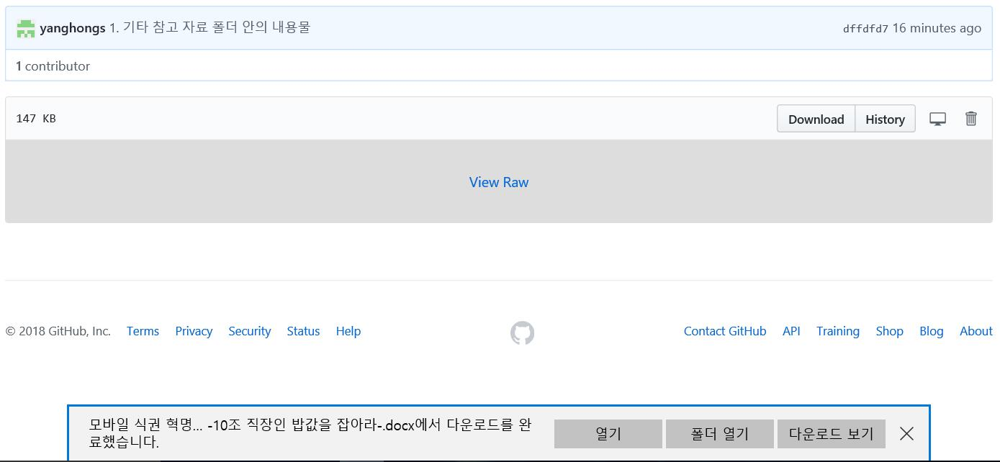 yanghongs 1. 기타 참고 자료 폴더 안의 내용물 dffdfd7 16 minutes ago
1 contributor
147 KB Download History
View Raw
© 2018 GitHub, Inc. Terms Privacy Security Status Help Contact GitHub API Training Shop Blog About
모바일 식권 혁명... -10조 직장인 밥값을 잡아라-.docx에서 다운로드를 완
료했습니다.
열기 폴더 열기 다운로드 보기